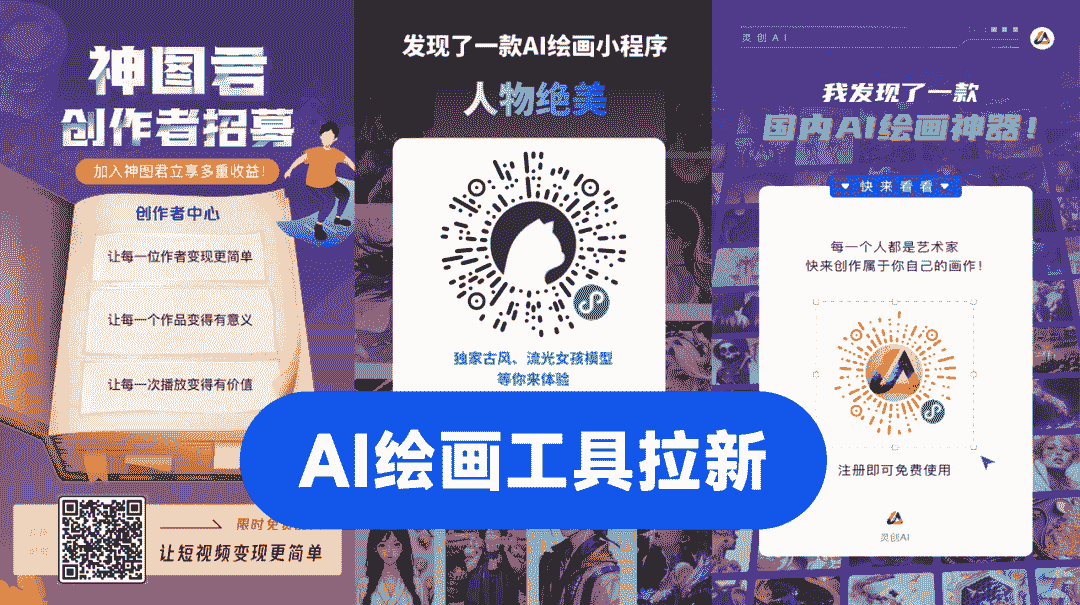 神图君
创作者招募
加入神图君立享多重收益!
创作者中心
让每一位作者变现更简单
让每一个作品变得有意义
让每一次播放变得有价值
限时免费
让短视频变现更简单
发现了一款AI绘画小程序
人物绝美
独家古风、流光女孩模型
等你来体验
灵创AI
我发现了一款
国内AI绘画神器!
快来看看
每一个人都是艺术家
快来创作属于你自己的画作!
注册即可免费使用
灵创AI
AI绘画工具拉新